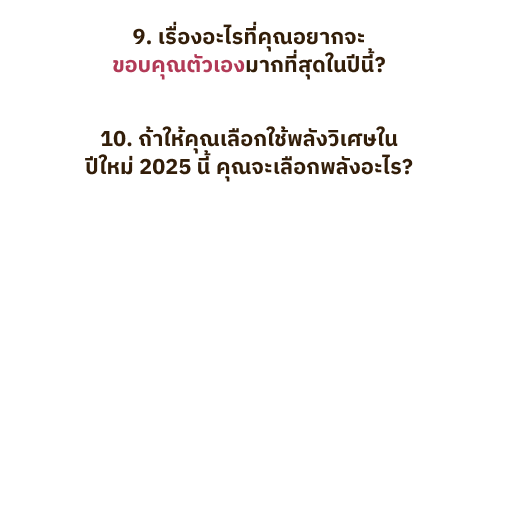 9. เรื่องอะไรที่คุณอยากจะ
ขอบคุณตัวเองมากที่สุดในปีนี้?
10. ถ้าให้คุณเลือกใช้พลังวิเศษใน
ปีใหม่ 2025 นี้ คุณจะเลือกพลังอะไร?